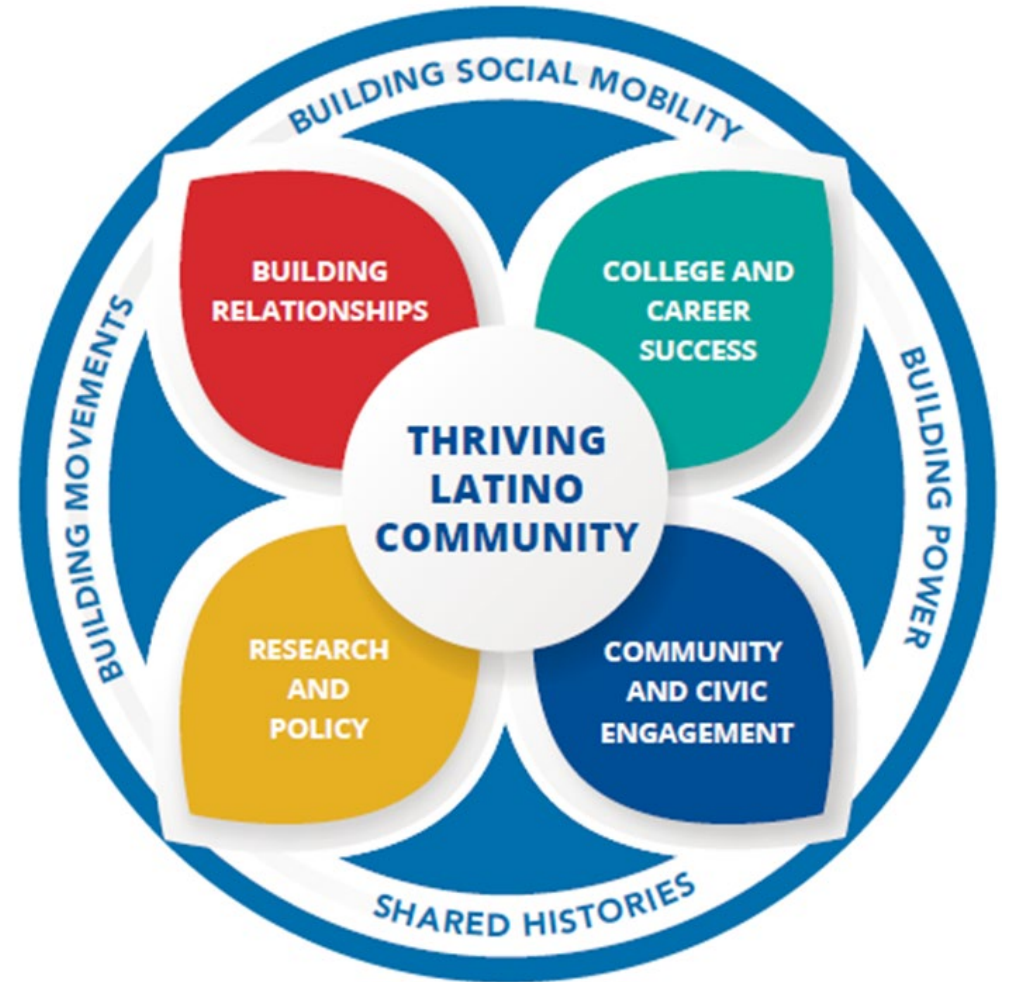 BUILDING SOCIAL MOBILITY
BUILDING
RELATIONSHIPS
COLLEGE AND
CAREER
SUCCESS
BUILDING MOVEMENTS
THRIVING
LATINO
COMMUNITY
BUILDING POWER
RESEARCH
AND
POLICY
COMMUNITY
AND CIVIC
ENGAGEMENT
SHARED HISTORIES